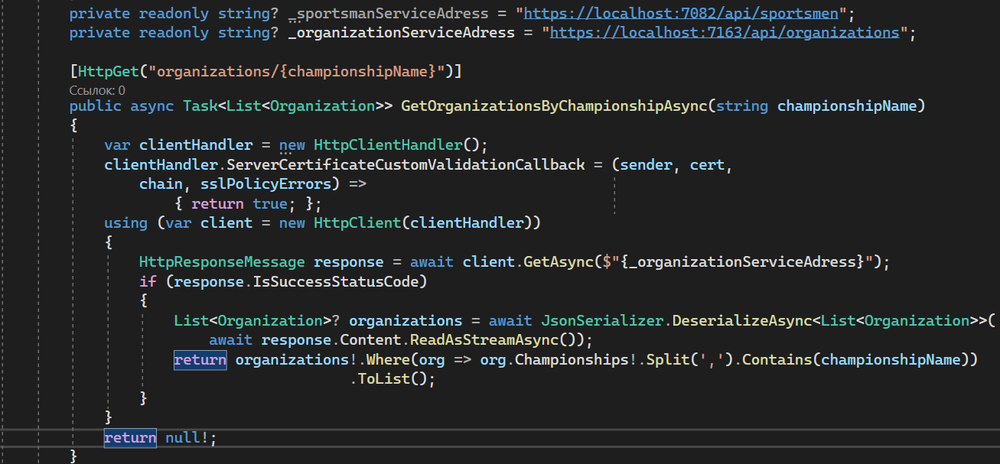 private readonly string? _sportsmanServiceAdress = "https://localhost:7082/api/sportsmen";
private readonly string? _organizationServiceAdress = "https://localhost:7163/api/organizations";
[HttpGet("organizations/{championshipName}")]
Ссылок: 0
public async Task<List<Organization>> GetOrganizationsByChampionshipAsync(string championshipName)
{
var clientHandler = new HttpClientHandler();
clientHandler.ServerCertificateCustomValidationCallback = (sender, cert,
chain, sslPolicyErrors) =>
{ return true; };
using (var client = new HttpClient(clientHandler))
{
HttpResponseMessage response = await client.GetAsync($"{_organizationServiceAdress}");
if (response.IsSuccessStatusCode)
{
List<Organization>? organizations = await JsonSerializer.DeserializeAsync<List<Organization>>(
await response.Content.ReadAsStreamAsync());
return organizations!.Where(org => org.Championships!.Split(',').Contains(championshipName))
.ToList();
}
}
return null!;
}